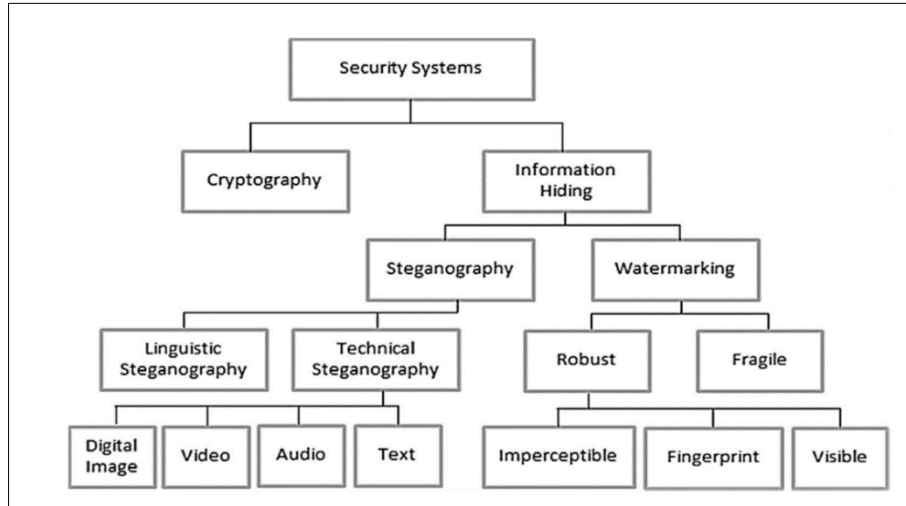 Security Systems
Cryptography
Information
Hiding
Steganography
Watermarking
Linguistic
Steganography
Technical
Steganography
Robust
Fragile
Digital
Image
Video
Audio
Text
Imperceptible
Fingerprint
Visible